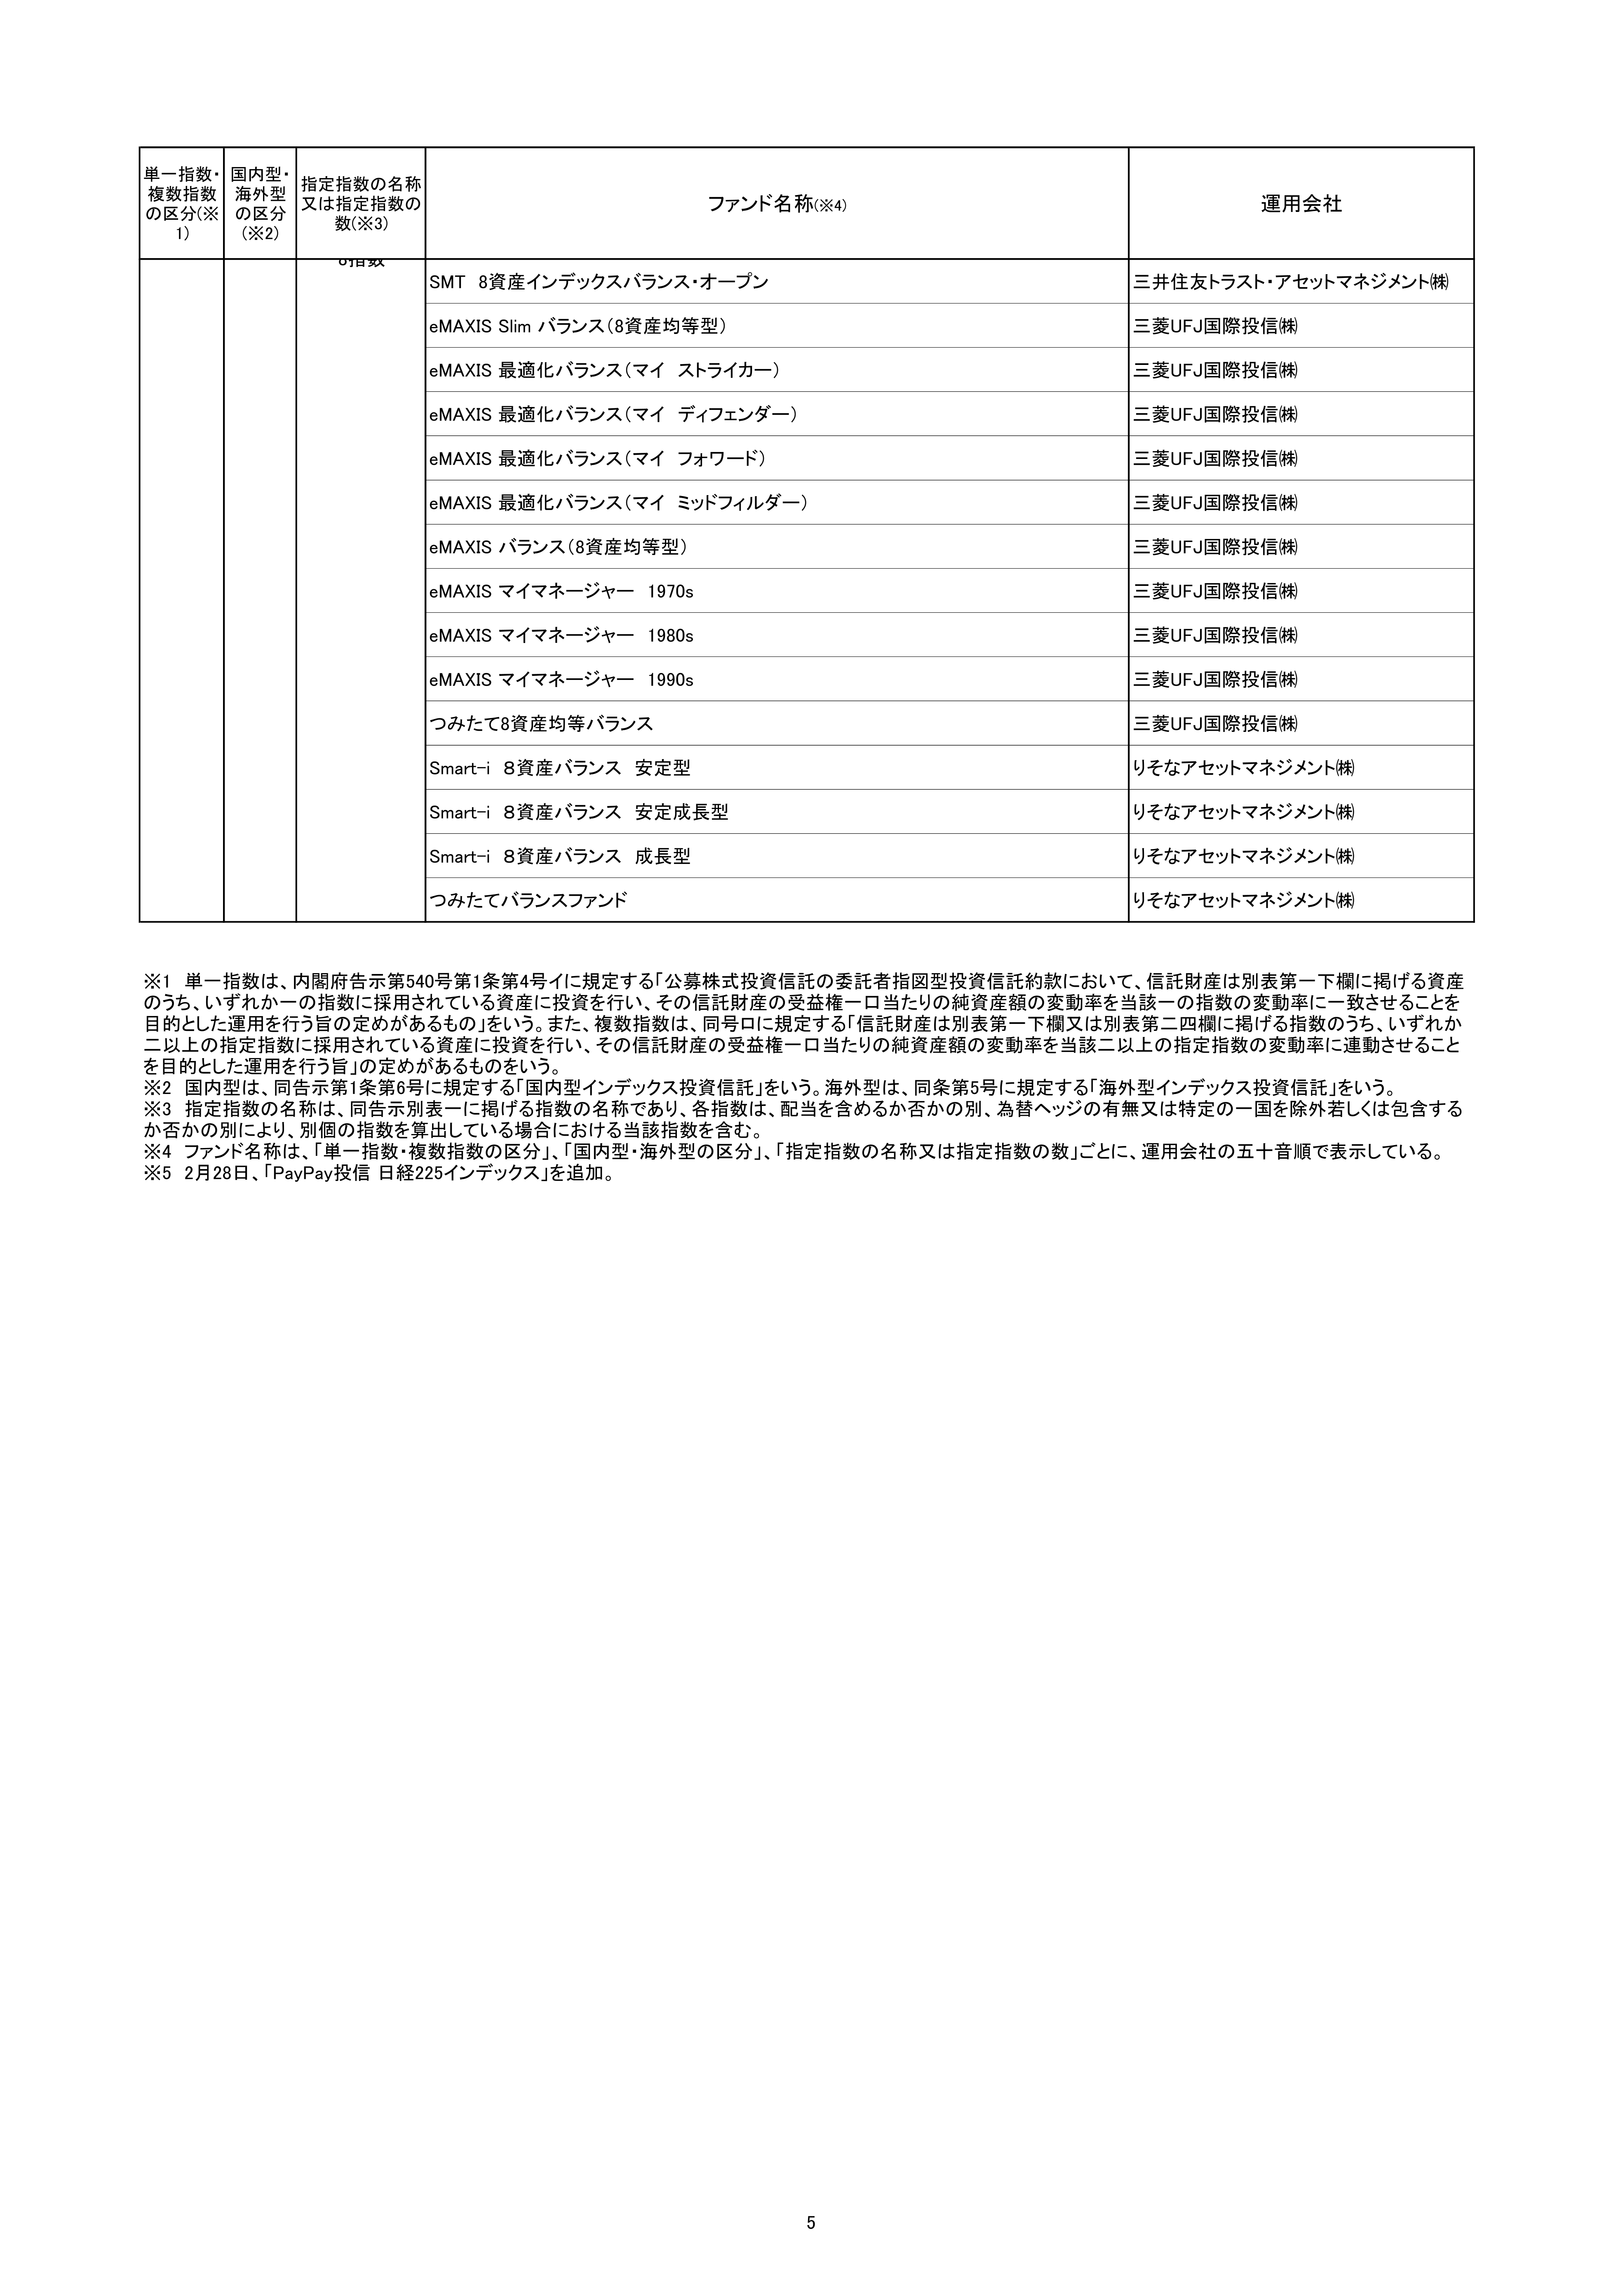 単一指数・
複数指数
の区分(※
1)
国内型・
海外型
の区分
(※2)
指定指数の名称
又は指定指数の
数(※3)
ファンド名称(※4)
運用会社
SMT 8資産インデックスバランス・オープン 三井住友トラスト・アセットマネジメント㈱
eMAXIS Slim バランス(8資産均等型) 三菱UFJ国際投信㈱
eMAXIS 最適化バランス(マイ ストライカー) 三菱UFJ国際投信㈱
eMAXIS 最適化バランス(マイ ディフェンダー) 三菱UFJ国際投信㈱
eMAXIS 最適化バランス(マイ フォワード) 三菱UFJ国際投信㈱
eMAXIS 最適化バランス(マイ ミッドフィルダー) 三菱UFJ国際投信㈱
eMAXIS バランス(8資産均等型) 三菱UFJ国際投信㈱
eMAXIS マイマネージャー 1970s 三菱UFJ国際投信㈱
eMAXIS マイマネージャー 1980s 三菱UFJ国際投信㈱
eMAXIS マイマネージャー 1990s 三菱UFJ国際投信㈱
つみたて8資産均等バランス 三菱UFJ国際投信㈱
Smart-i 8資産バランス 安定型 りそなアセットマネジメント㈱
Smart-i 8資産バランス 安定成長型 りそなアセットマネジメント㈱
Smart-i 8資産バランス 成長型 りそなアセットマネジメント㈱
つみたてバランスファンド りそなアセットマネジメント㈱
※1 単一指数は、内閣府告示第540号第1条第4号イに規定する「公募株式投資信託の委託者指図型投資信託約款において、信託財産は別表第一下欄に掲げる資産
のうち、いずれか一の指数に採用されている資産に投資を行い、その信託財産の受益権一口当たりの純資産額の変動率を当該一の指数の変動率に一致させることを
目的とした運用を行う旨の定めがあるもの」をいう。また、複数指数は、同号ロに規定する「信託財産は別表第一下欄又は別表第二四欄に掲げる指数のうち、いずれか
二以上の指定指数に採用されている資産に投資を行い、その信託財産の受益権一口当たりの純資産額の変動率を当該二以上の指定指数の変動率に連動させること
を目的とした運用を行う旨」の定めがあるものをいう。
※2 国内型は、同告示第1条第6号に規定する「国内型インデックス投資信託」をいう。海外型は、同条第5号に規定する「海外型インデックス投資信託」をいう。
※3 指定指数の名称は、同告示別表一に掲げる指数の名称であり、各指数は、配当を含めるか否かの別、為替ヘッジの有無又は特定の一国を除外若しくは包含する
か否かの別により、別個の指数を算出している場合における当該指数を含む。
※4 ファンド名称は、「単一指数・複数指数の区分」、「国内型・海外型の区分」、「指定指数の名称又は指定指数の数」ごとに、運用会社の五十音順で表示している。
※5 2月28日、「PayPay投信 日経225インデックス」を追加。
5